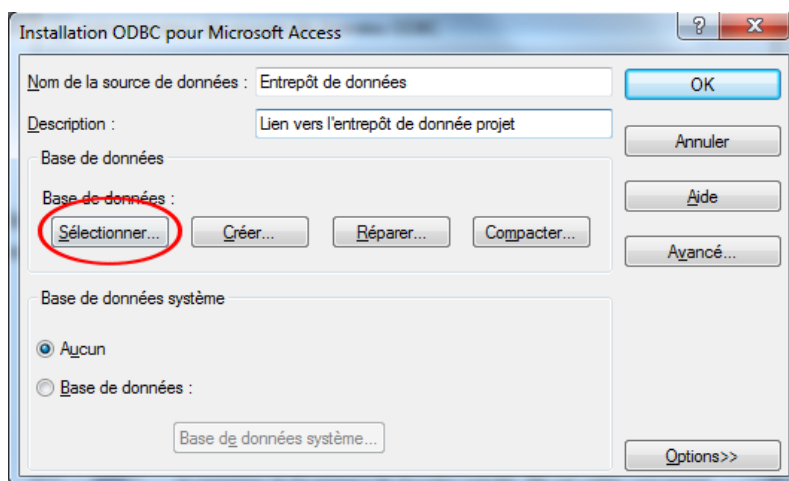 Installation ODBC pour Microsoft Access
Nom de la source de données : Entrepôt de données
OK
Description : Lien vers l'entrepôt de donnée projet
Annuler
Base de données
Base de données :
Aide
Sélectionner... Créer... Réparer... Compacter...
Avancé...
Base de données système
Aucun
Base de données :
Base de données système...
Options>>